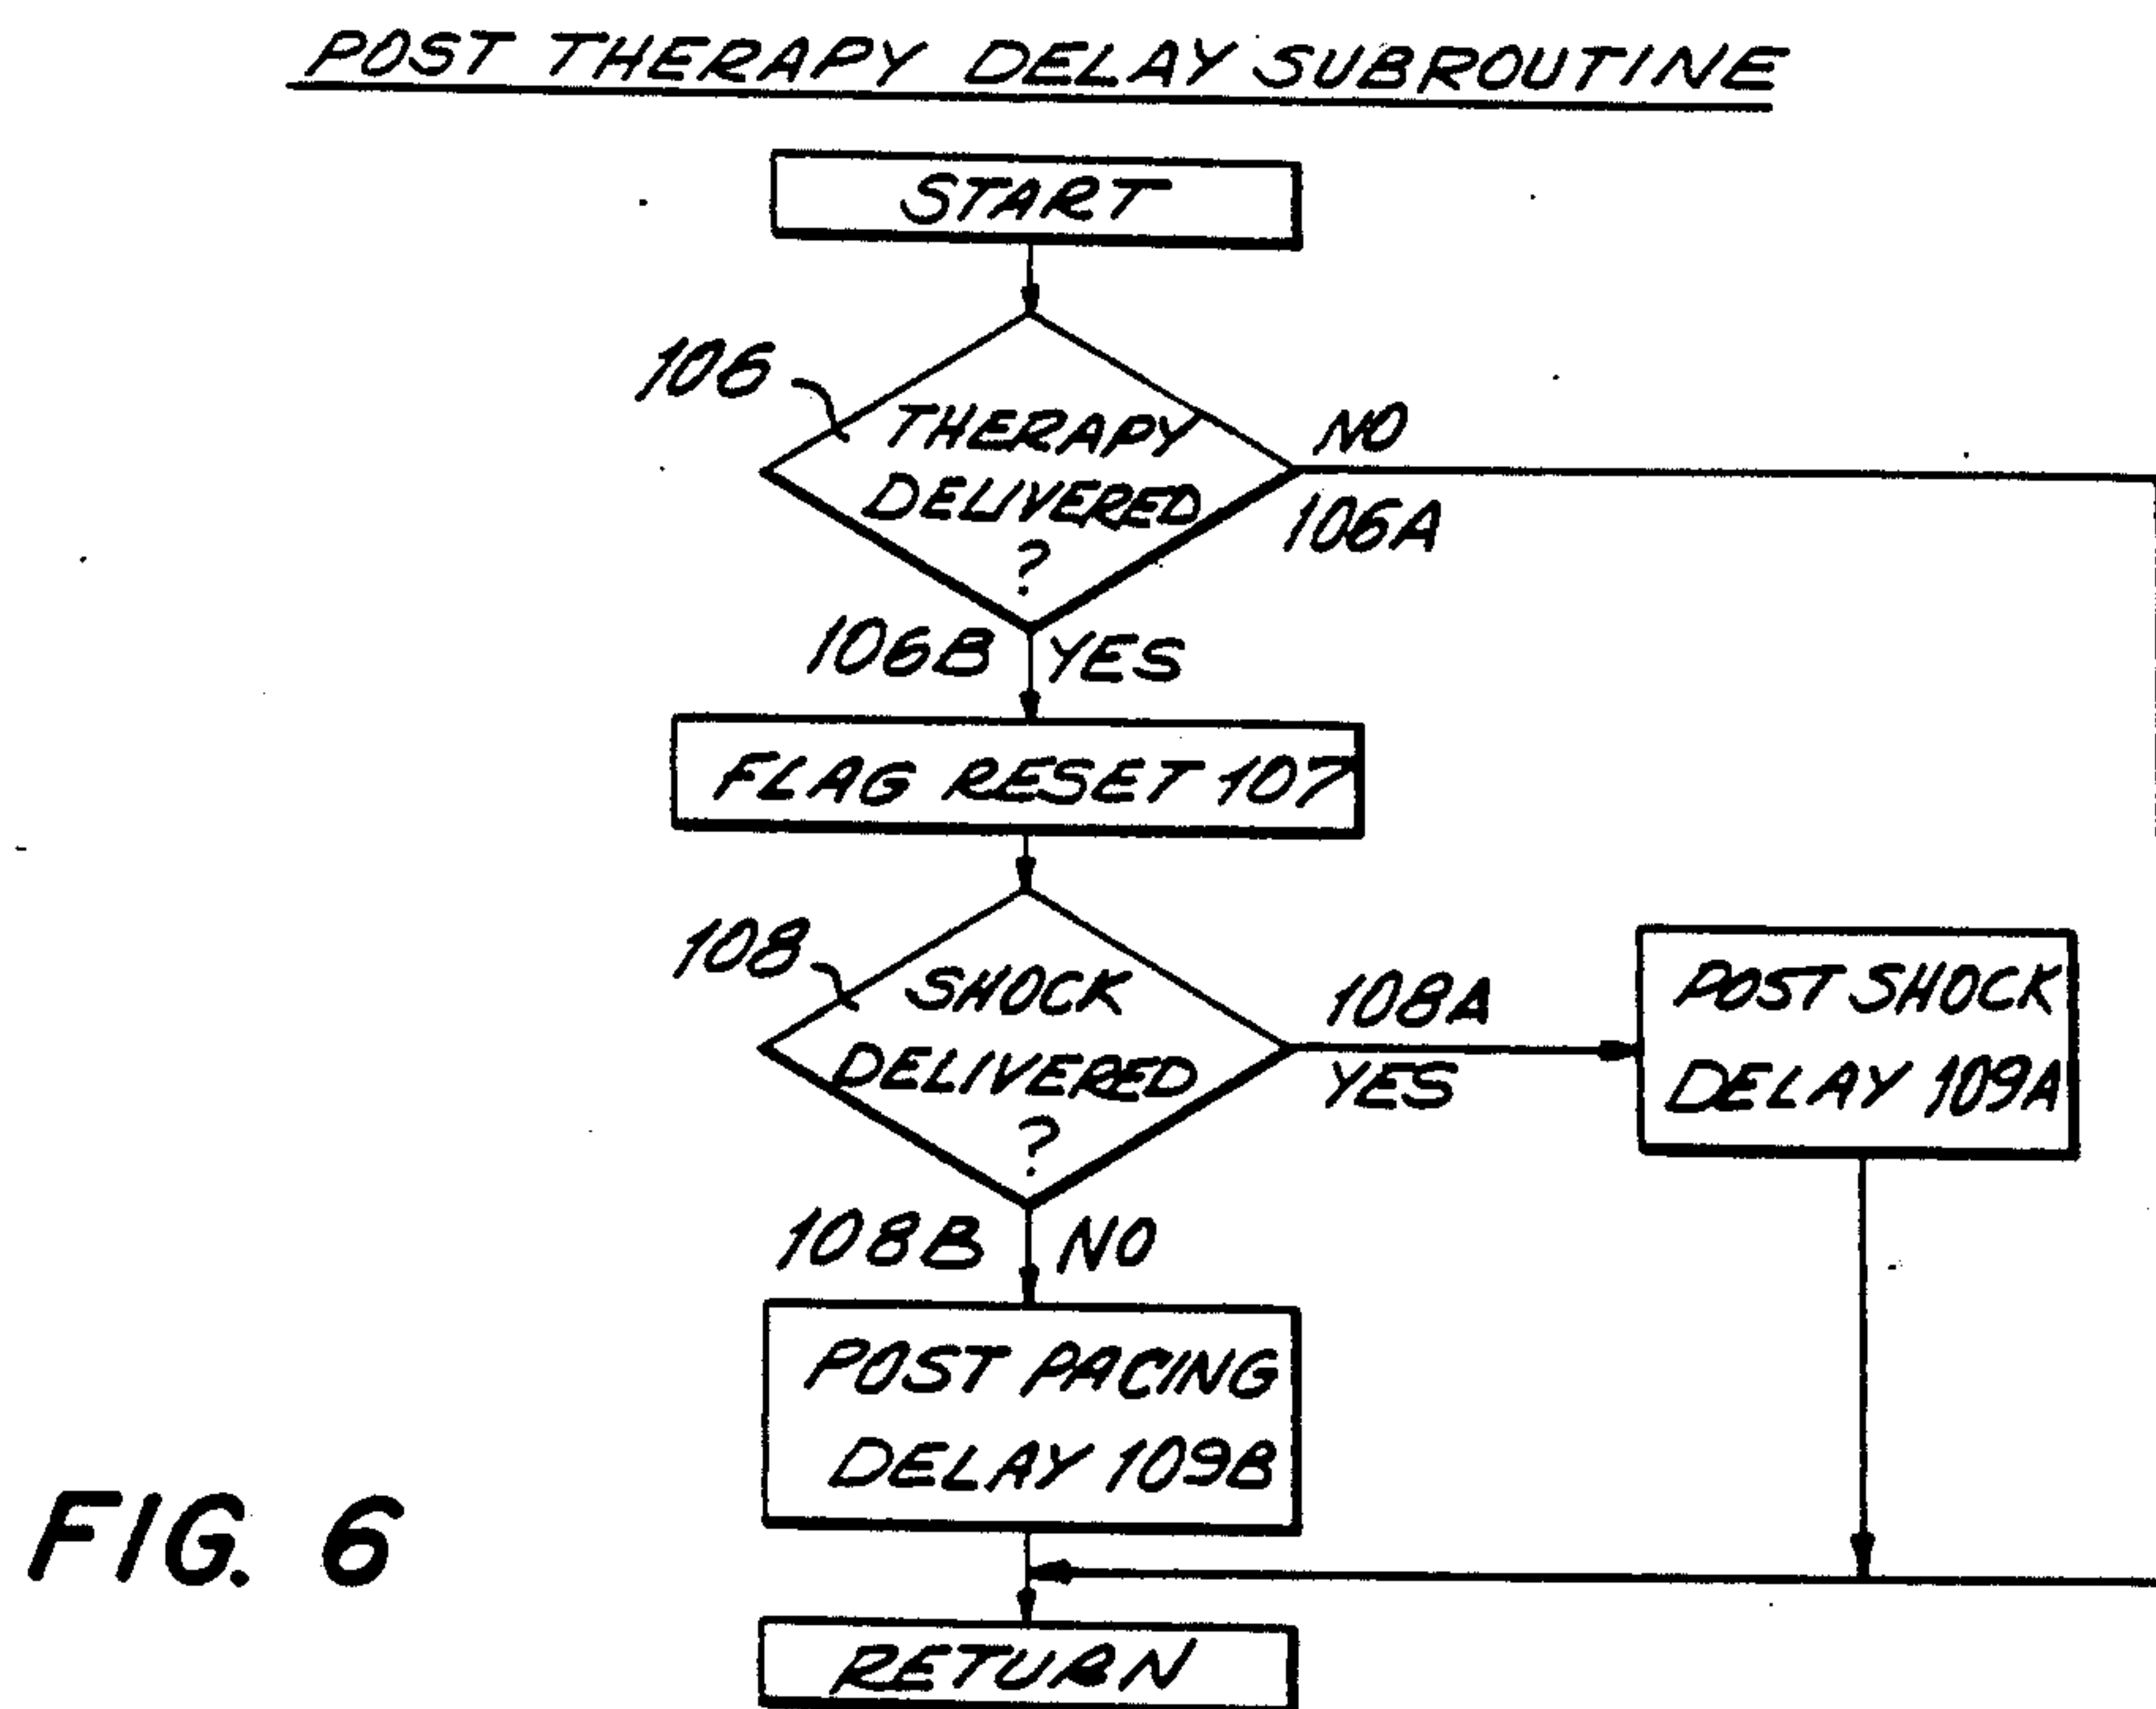 POST THERAPY DELAY SUBROUTINE
START
106
THERAPY
DELIVERED
?
NO
106A
106B YES
FLAG RESET 107
108
SHOCK
DELIVERED
?
108A
YES
POST SHOCK
DELAY 109A
108B NO
POST PACING
DELAY 109B
FIG. 6
RETURN